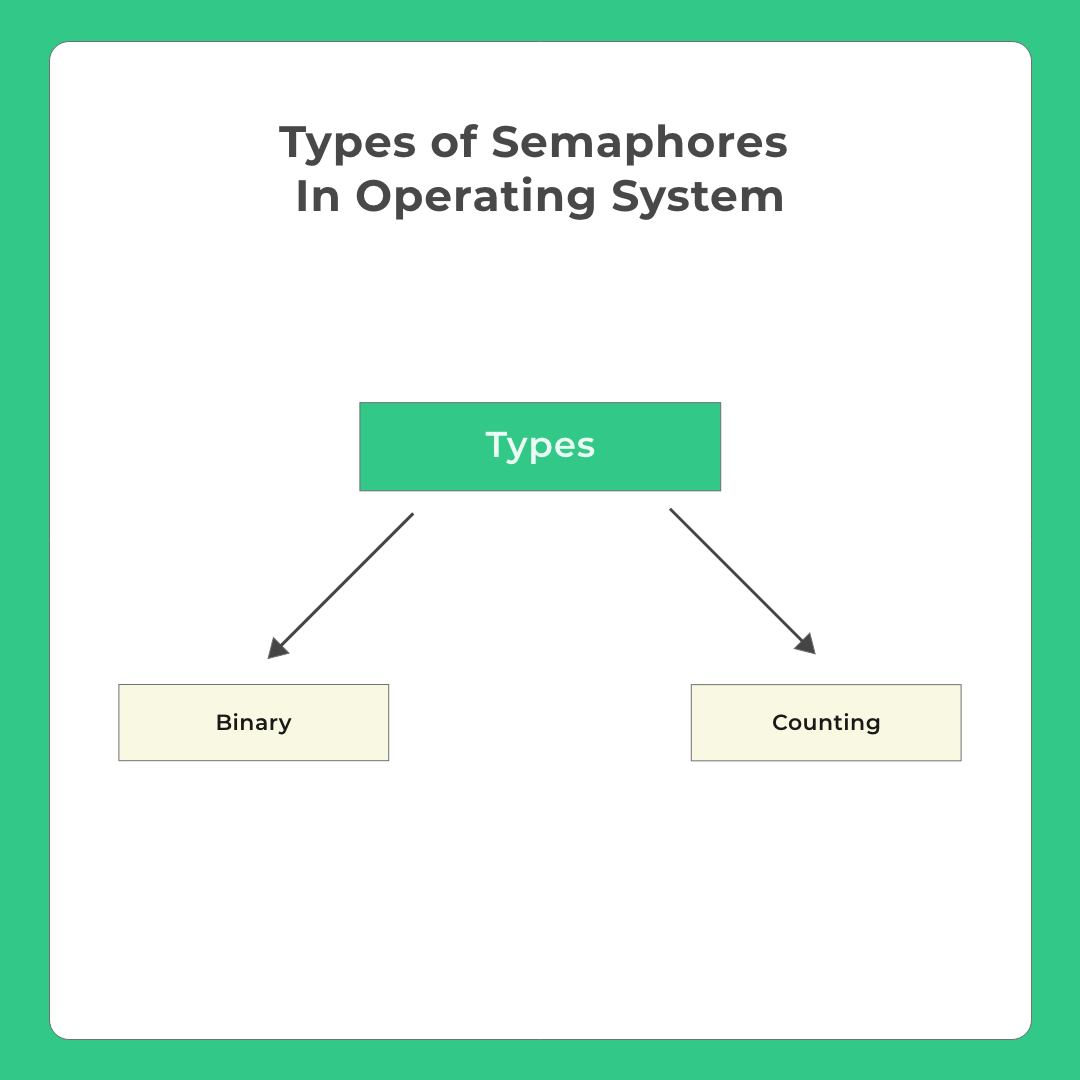 Types of Semaphores
In Operating System
Types
Binary
Counting